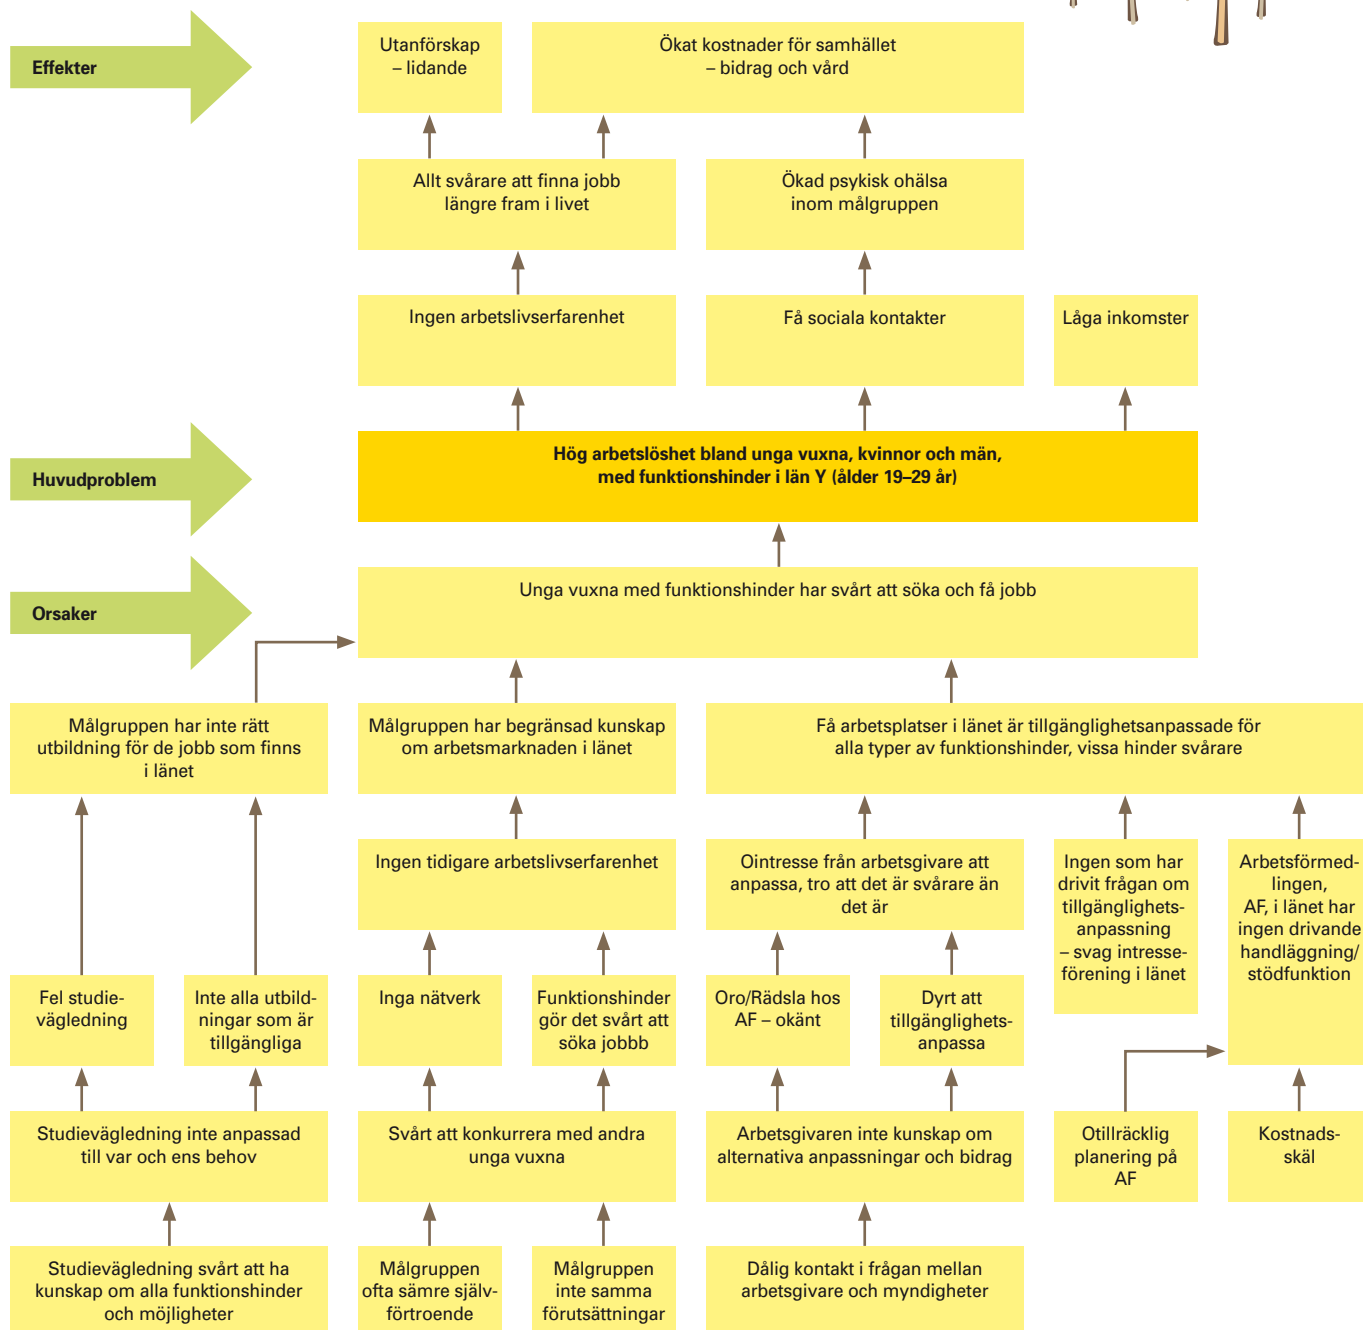 Effekter
Utanförskap
– lidande
Ökat kostnader för samhället
– bidrag och vård
Allt svårare att finna jobb
längre fram i livet
Ökad psykisk ohälsa
inom målgruppen
Ingen arbetslivserfarenhet
Få sociala kontakter
Låga inkomster
Huvudproblem
Hög arbetslöshet bland unga vuxna, kvinnor och män,
med funktionshinder i län Y (ålder 19–29 år)
Orsaker
Unga vuxna med funktionshinder har svårt att söka och få jobb
Målgruppen har inte rätt
utbildning för de jobb som finns
i länet
Målgruppen har begränsad kunskap
om arbetsmarknaden i länet
Få arbetsplatser i länet är tillgänglighetsanpassade för
alla typer av funktionshinder, vissa hinder svårare
Ingen tidigare arbetslivserfarenhet
Ointresse från arbetsgivare att
anpassa, tro att det är svårare än
det är
Ingen som har
drivit frågan om
tillgänglighets-
anpassning
– svag intresse-
förening i länet
Arbetsförmed-
lingen,
AF, i länet har
ingen drivande
handläggning/
stödfunktion
Fel studie-
vägledning
Inte alla utbild-
ningar som är
tillgängliga
Inga nätverk
Funktionshinder
gör det svårt att
söka jobbb
Oro/Rädsla hos
AF – okänt
Dyrt att
tillgänglighets-
anpassa
Studievägledning inte anpassad
till var och ens behov
Svårt att konkurrera med andra
unga vuxna
Arbetsgivaren inte kunskap om
alternativa anpassningar och bidrag
Otillräcklig
planering på
AF
Kostnads-
skäl
Studievägledning svårt att ha
kunskap om alla funktionshinder
och möjligheter
Målgruppen
ofta sämre själv-
förtroende
Målgruppen
inte samma
förutsättningar
Dålig kontakt i frågan mellan
arbetsgivare och myndigheter